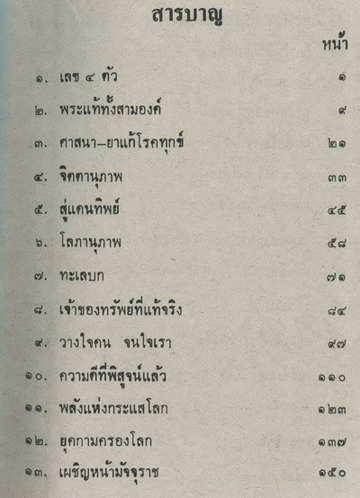 สารบาญ
หน้า
๑. เลข ๔ ตัว ๑
๒. พระแท้ทั้งสามองค์ ๙
๓. ศาสนา-ยาแก้โรคทุกข์ ๒๑
๔. จิตตานุภาพ ๓๓
๕. สู่แดนทิพย์ ๔๕
๖. โลภานุภาพ ๕๘
๗. ทะเลบก ๗๑
๘. เจ้าของทรัพย์ที่แท้จริง ๘๔
๙. วางใจคน จนใจเรา ๙๗
๑๐. ความดีที่พิสูจน์แล้ว ๑๑๐
๑๑. พลังแห่งกระแสโลก ๑๒๓
๑๒. ยุคกามครองโลก ๑๓๗
๑๓. เผชิญหน้ามัจจุราช ๑๕๐